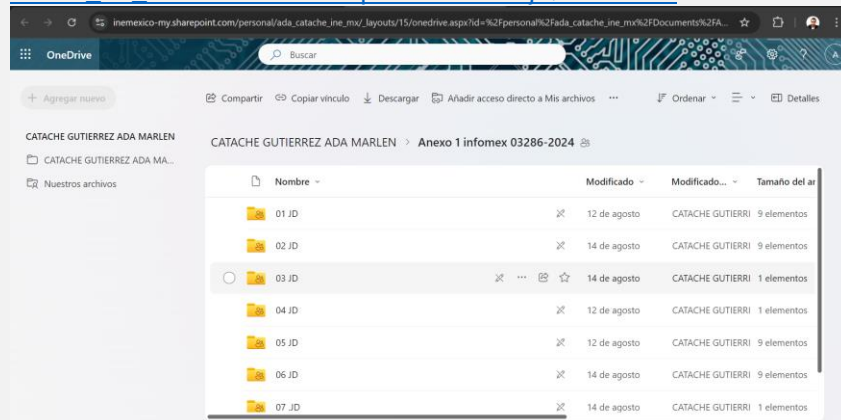 inemexico-my.sharepoint.com/personal/ada_catache_ine_mx/_layouts/15/onedrive.aspx?id=%2Fpersonal%2Fada_catache_ine_mx%2FDocuments%2FA...
OneDrive
Buscar
+ Agregar nuevo
Compartir Copiar vínculo Descargar Añadir acceso directo a Mis archivos ... Ordenar Detalles
CATACHE GUTIERREZ ADA MARLEN
CATACHE GUTIERREZ ADA MA...
Nuestros archivos
CATACHE GUTIERREZ ADA MARLEN > Anexo 1 infomex 03286-2024
Nombre Modificado Modificado... Tamaño del ar
01 JD 12 de agosto CATACHE GUTIERRI 9 elementos
02 JD 14 de agosto CATACHE GUTIERRI 9 elementos
03 JD 14 de agosto CATACHE GUTIERRI 1 elementos
04 JD 12 de agosto CATACHE GUTIERRI 1 elementos
05 JD 12 de agosto CATACHE GUTIERRI 9 elementos
06 JD 14 de agosto CATACHE GUTIERRI 9 elementos
07 JD 14 de agosto CATACHE GUTIERRI 1 elementos